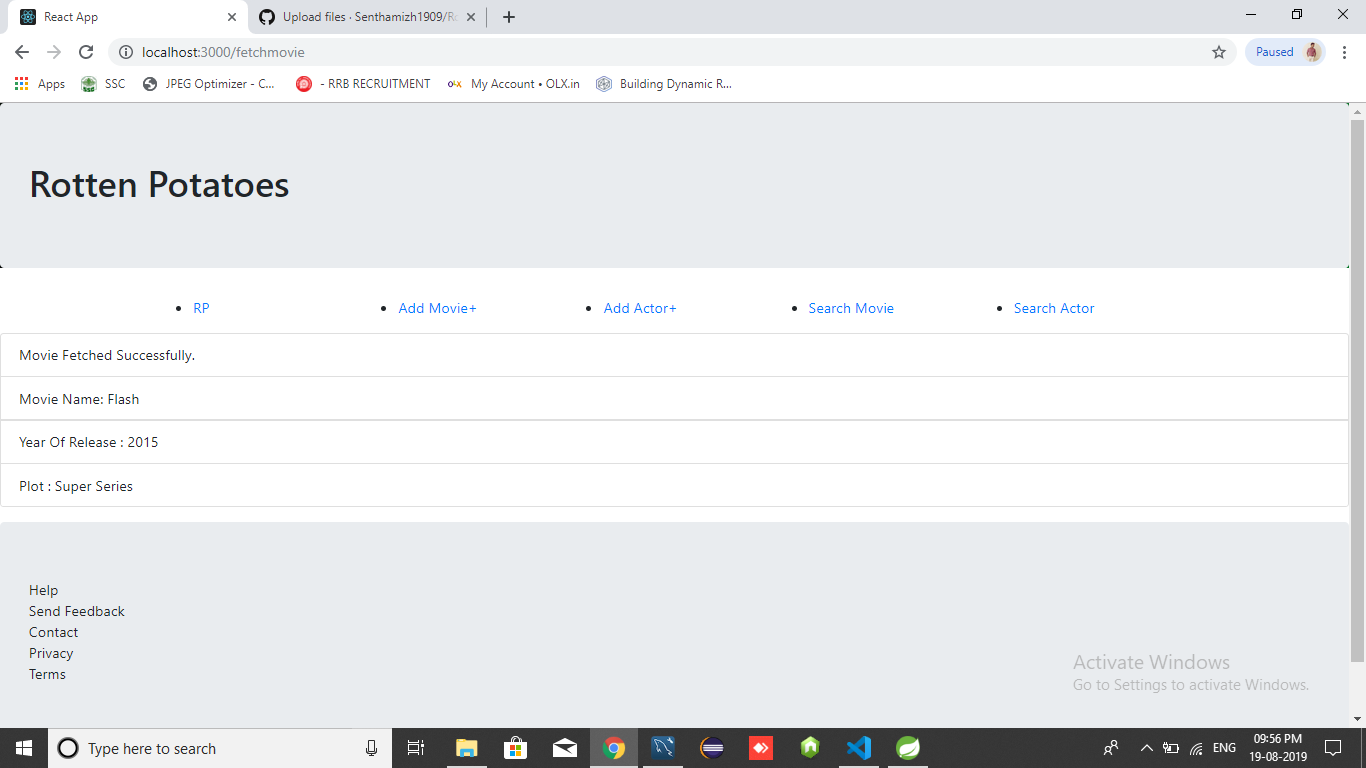 React App
Upload files · Senthamizh1909/Ro
localhost:3000/fetchmovie
Paused
Apps
SSC
JPEG Optimizer - C...
- RRB RECRUITMENT
OLX
My Account • OLX.in
Building Dynamic R...
Rotten Potatoes
• RP
• Add Movie+
• Add Actor+
• Search Movie
• Search Actor
Movie Fetched Successfully.
Movie Name: Flash
Year Of Release : 2015
Plot : Super Series
Help
Send Feedback
Contact
Privacy
Terms
Activate Windows
Go to Settings to activate Windows.
Type here to search
ENG
09:56 PM
19-08-2019